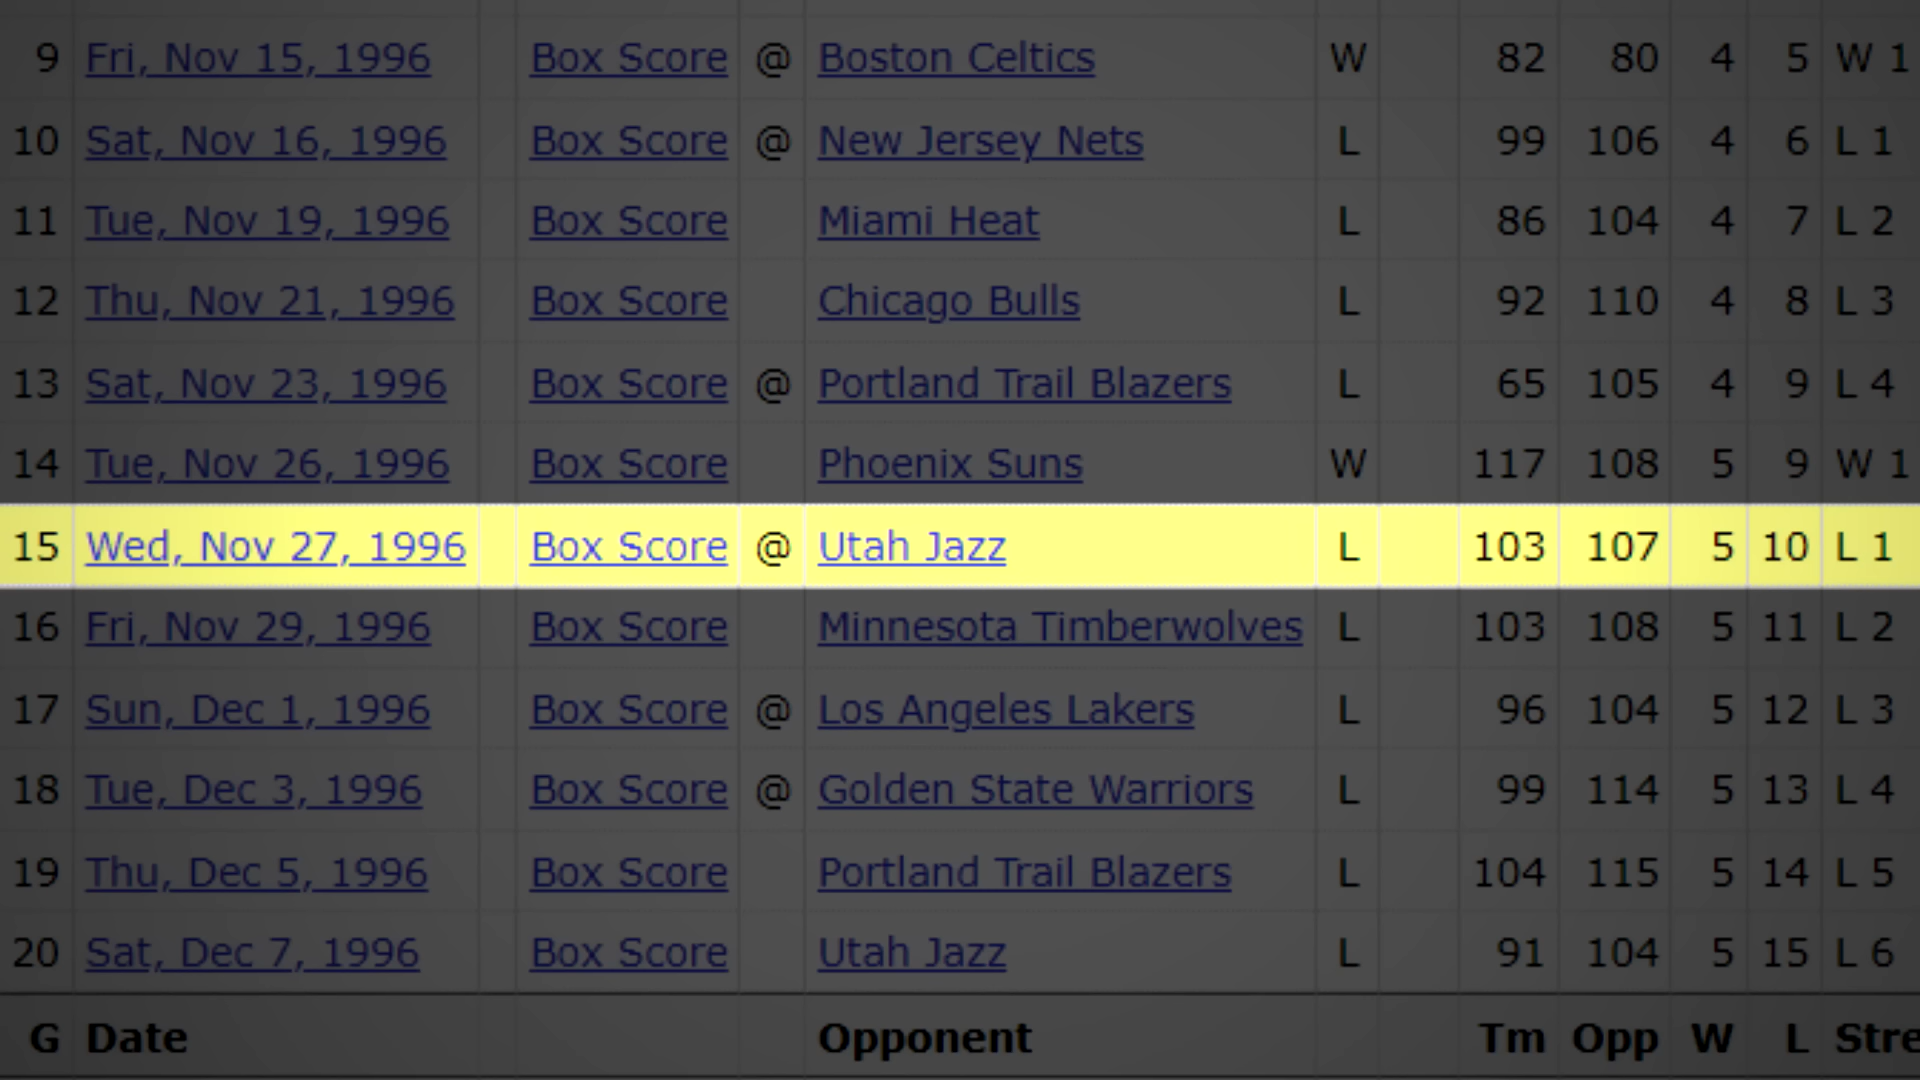 9 Fri, Nov 15, 1996 Box Score @ Boston Celtics W 82 80 4 5 W 1
10 Sat, Nov 16, 1996 Box Score @ New Jersey Nets L 99 106 4 6 L 1
11 Tue, Nov 19, 1996 Box Score Miami Heat L 86 104 4 7 L 2
12 Thu, Nov 21, 1996 Box Score Chicago Bulls L 92 110 4 8 L 3
13 Sat, Nov 23, 1996 Box Score @ Portland Trail Blazers L 65 105 4 9 L 4
14 Tue, Nov 26, 1996 Box Score Phoenix Suns W 117 108 5 9 W 1
15 Wed, Nov 27, 1996 Box Score @ Utah Jazz L 103 107 5 10 L 1
16 Fri, Nov 29, 1996 Box Score Minnesota Timberwolves L 103 108 5 11 L 2
17 Sun, Dec 1, 1996 Box Score @ Los Angeles Lakers L 96 104 5 12 L 3
18 Tue, Dec 3, 1996 Box Score @ Golden State Warriors L 99 114 5 13 L 4
19 Thu, Dec 5, 1996 Box Score Portland Trail Blazers L 104 115 5 14 L 5
20 Sat, Dec 7, 1996 Box Score Utah Jazz L 91 104 5 15 L 6
G Date Opponent Tm Opp W L Stre